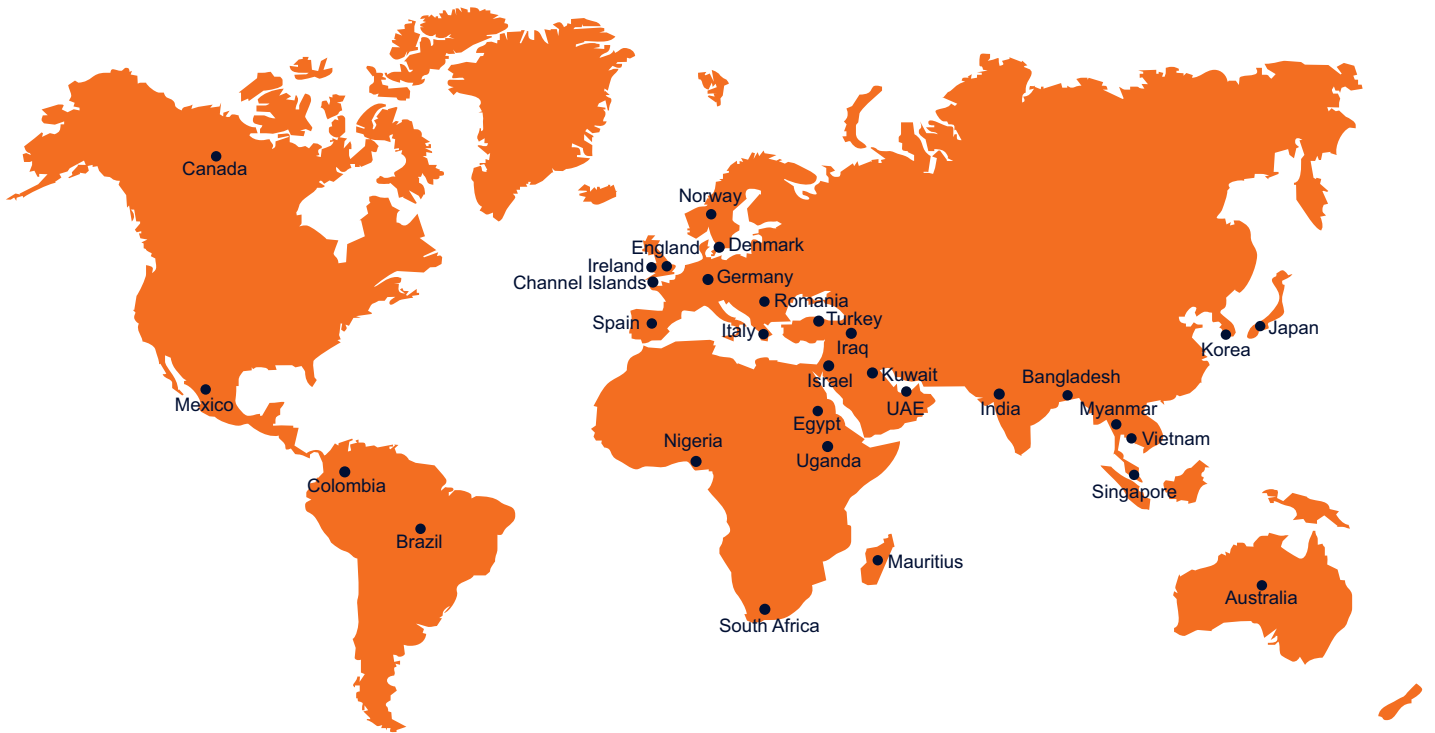 Canada
Norway
England
Denmark
Ireland
Germany
Channel Islands
Romania
Spain
Turkey
Italy
Japan
Iraq
Korea
Israel
Kuwait
Bangladesh
Mexico
UAE
India
Myanmar
Egypt
Nigeria
Vietnam
Uganda
Colombia
Singapore
Brazil
Mauritius
Australia
South Africa